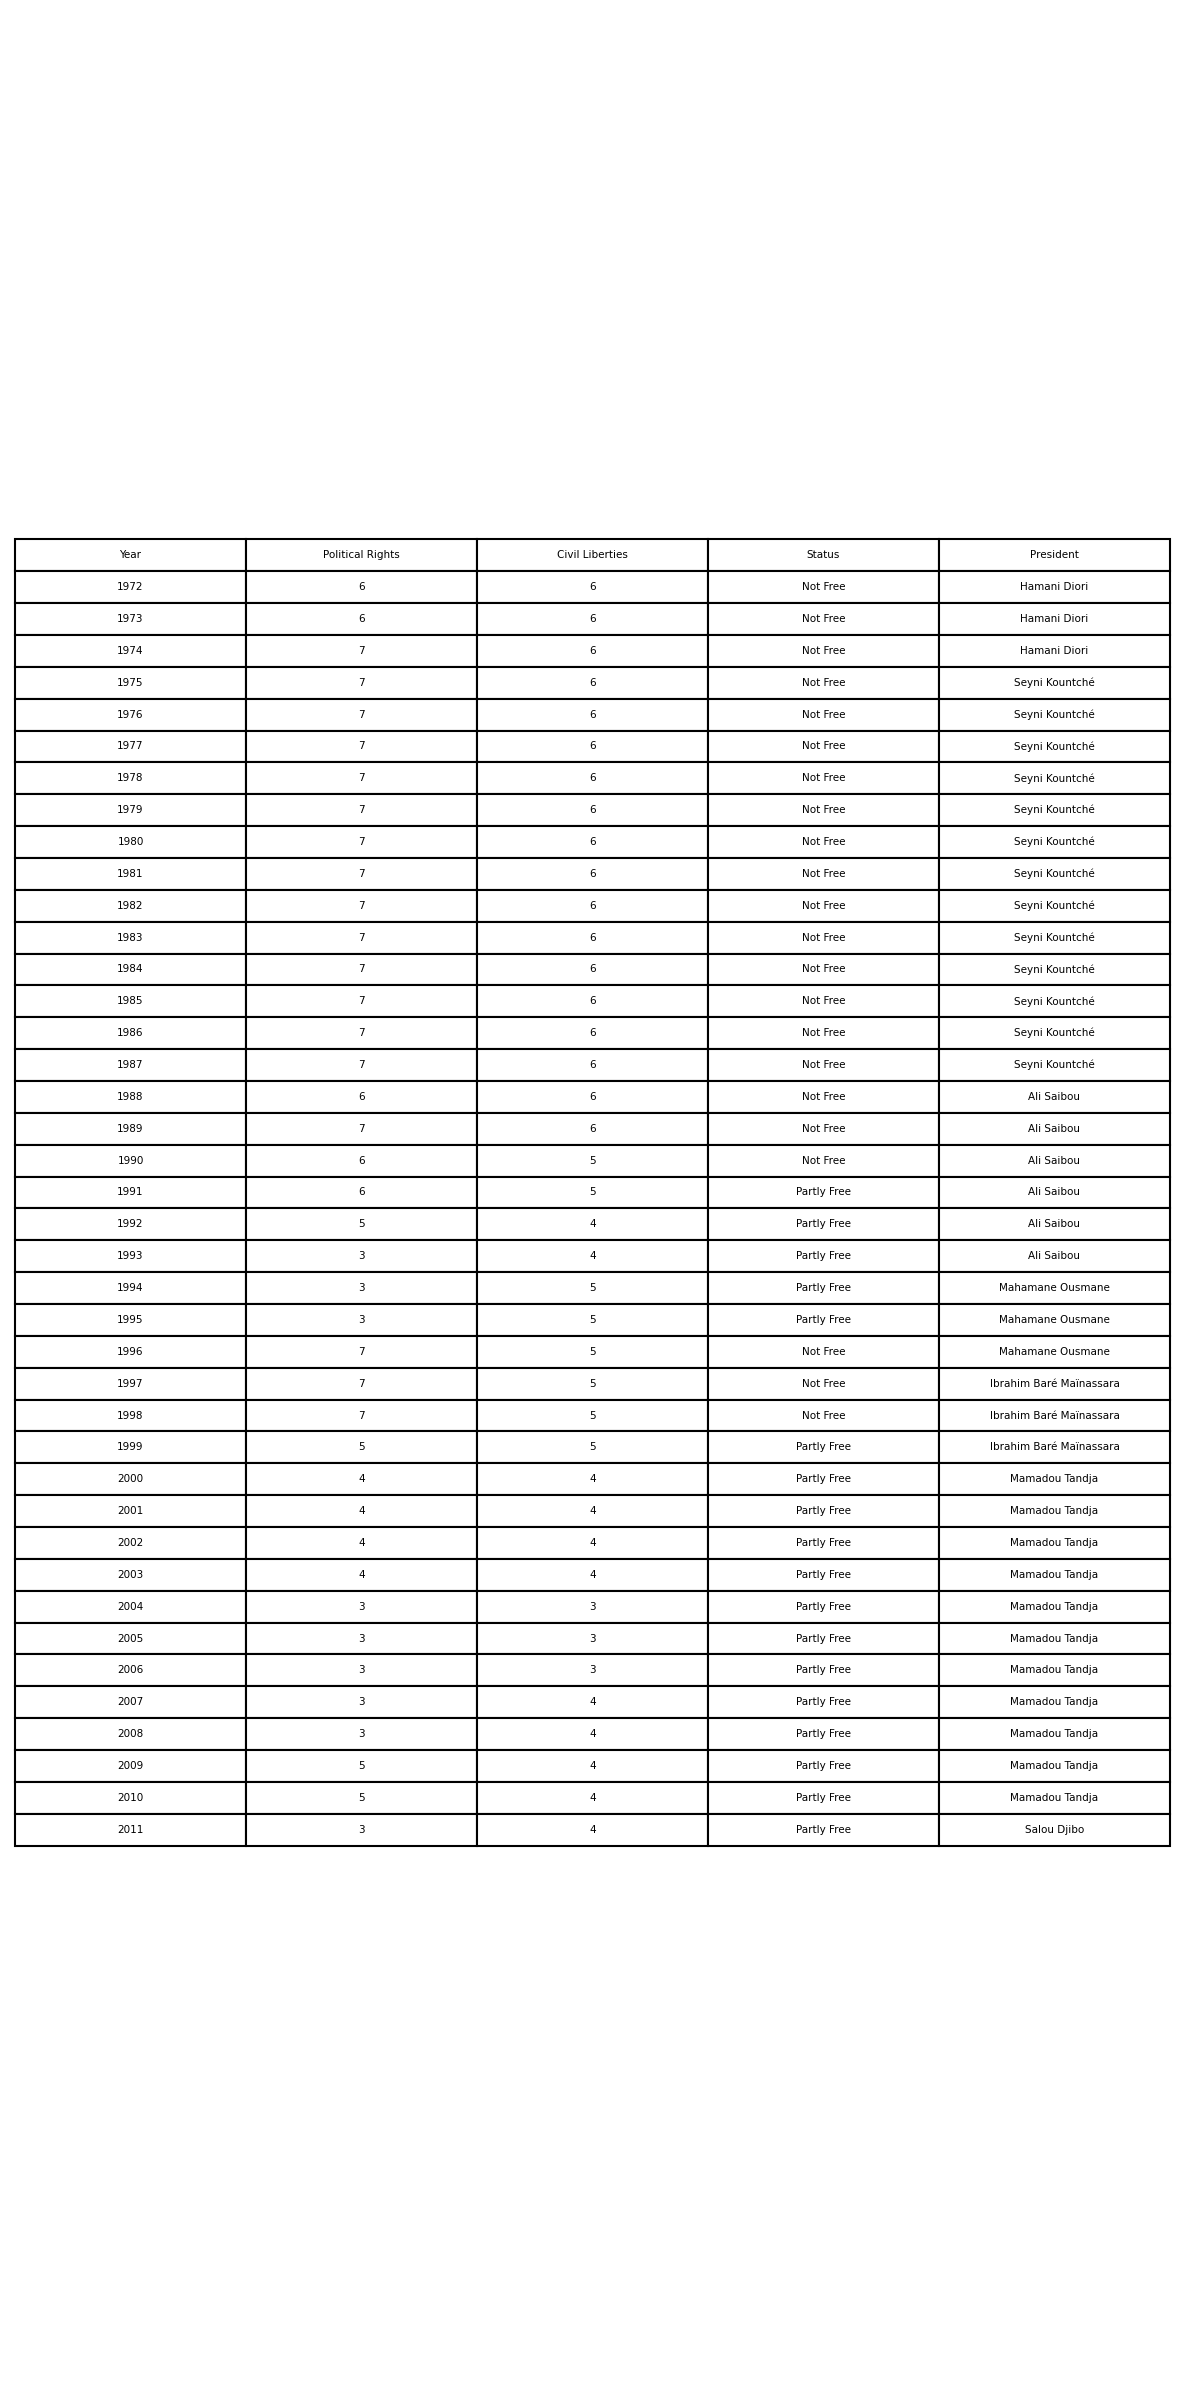 Year Political Rights Civil Liberties Status President
1972 6 6 Not Free Hamani Diori
1973 6 6 Not Free Hamani Diori
1974 7 6 Not Free Hamani Diori
1975 7 6 Not Free Seyni Kountché
1976 7 6 Not Free Seyni Kountché
1977 7 6 Not Free Seyni Kountché
1978 7 6 Not Free Seyni Kountché
1979 7 6 Not Free Seyni Kountché
1980 7 6 Not Free Seyni Kountché
1981 7 6 Not Free Seyni Kountché
1982 7 6 Not Free Seyni Kountché
1983 7 6 Not Free Seyni Kountché
1984 7 6 Not Free Seyni Kountché
1985 7 6 Not Free Seyni Kountché
1986 7 6 Not Free Seyni Kountché
1987 7 6 Not Free Seyni Kountché
1988 6 6 Not Free Ali Saibou
1989 7 6 Not Free Ali Saibou
1990 6 5 Not Free Ali Saibou
1991 6 5 Partly Free Ali Saibou
1992 5 4 Partly Free Ali Saibou
1993 3 4 Partly Free Ali Saibou
1994 3 5 Partly Free Mahamane Ousmane
1995 3 5 Partly Free Mahamane Ousmane
1996 7 5 Not Free Mahamane Ousmane
1997 7 5 Not Free Ibrahim Baré Maïnassara
1998 7 5 Not Free Ibrahim Baré Maïnassara
1999 5 5 Partly Free Ibrahim Baré Maïnassara
2000 4 4 Partly Free Mamadou Tandja
2001 4 4 Partly Free Mamadou Tandja
2002 4 4 Partly Free Mamadou Tandja
2003 4 4 Partly Free Mamadou Tandja
2004 3 3 Partly Free Mamadou Tandja
2005 3 3 Partly Free Mamadou Tandja
2006 3 3 Partly Free Mamadou Tandja
2007 3 4 Partly Free Mamadou Tandja
2008 3 4 Partly Free Mamadou Tandja
2009 5 4 Partly Free Mamadou Tandja
2010 5 4 Partly Free Mamadou Tandja
2011 3 4 Partly Free Salou Djibo